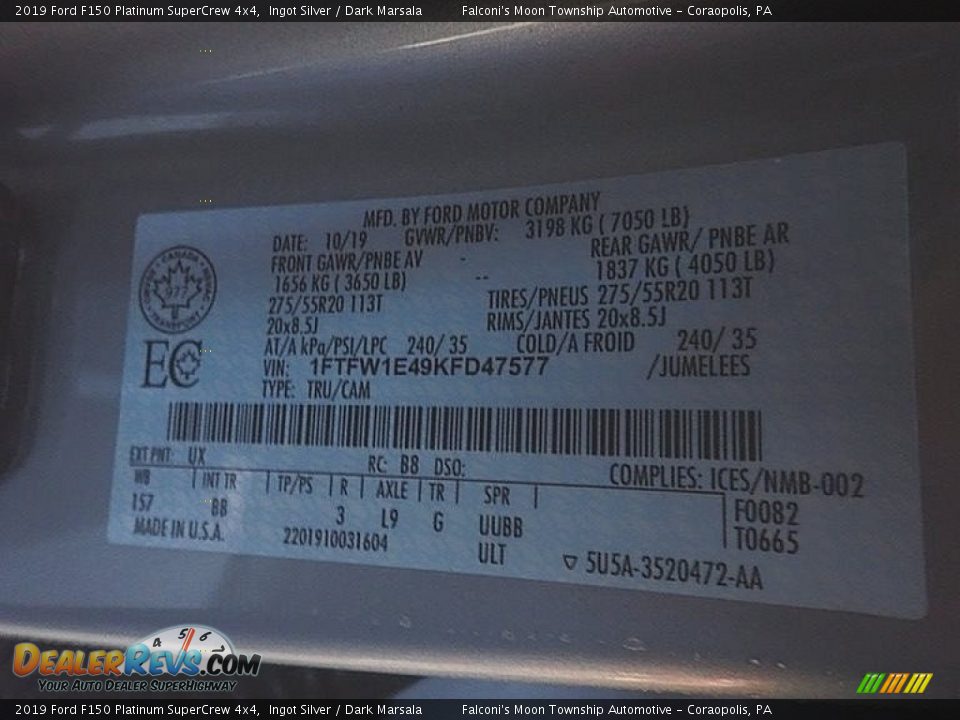 2019 Ford F150 Platinum SuperCrew 4x4, Ingot Silver / Dark Marsala Falconi's Moon Township Automotive - Coraopolis, PA
MFD. BY FORD MOTOR COMPANY
DATE: 10/19 GVWR/PNBV: 3198 KG ( 7050 LB)
FRONT GAWR/PNBE AV REAR GAWR/ PNBE AR
1656 KG ( 3650 LB) -- 1837 KG ( 4050 LB)
275/55R20 113T TIRES/PNEUS 275/55R20 113T
20x8.5J RIMS/JANTES 20x8.5J
AT/A kPa/PSI/LPC 240/ 35 COLD/A FROID 240/ 35
VIN: 1FTFW1E49KFD47577 /JUMELEES
TYPE: TRU/CAM
CANADA
TRANSPORT
EC
EXT PNT: UX RC: B8 DSO: COMPLIES: ICES/NMB-002
WB INT TR TP/PS R AXLE TR SPR F0082
157 BB 3 L9 G UUBB T0665
MADE IN U.S.A. 2201910031604 ULT 5U5A-3520472-AA
4 5 6
DEALERREVS.COM
YOUR AUTO DEALER SUPERHIGHWAY
2019 Ford F150 Platinum SuperCrew 4x4, Ingot Silver / Dark Marsala Falconi's Moon Township Automotive - Coraopolis, PA